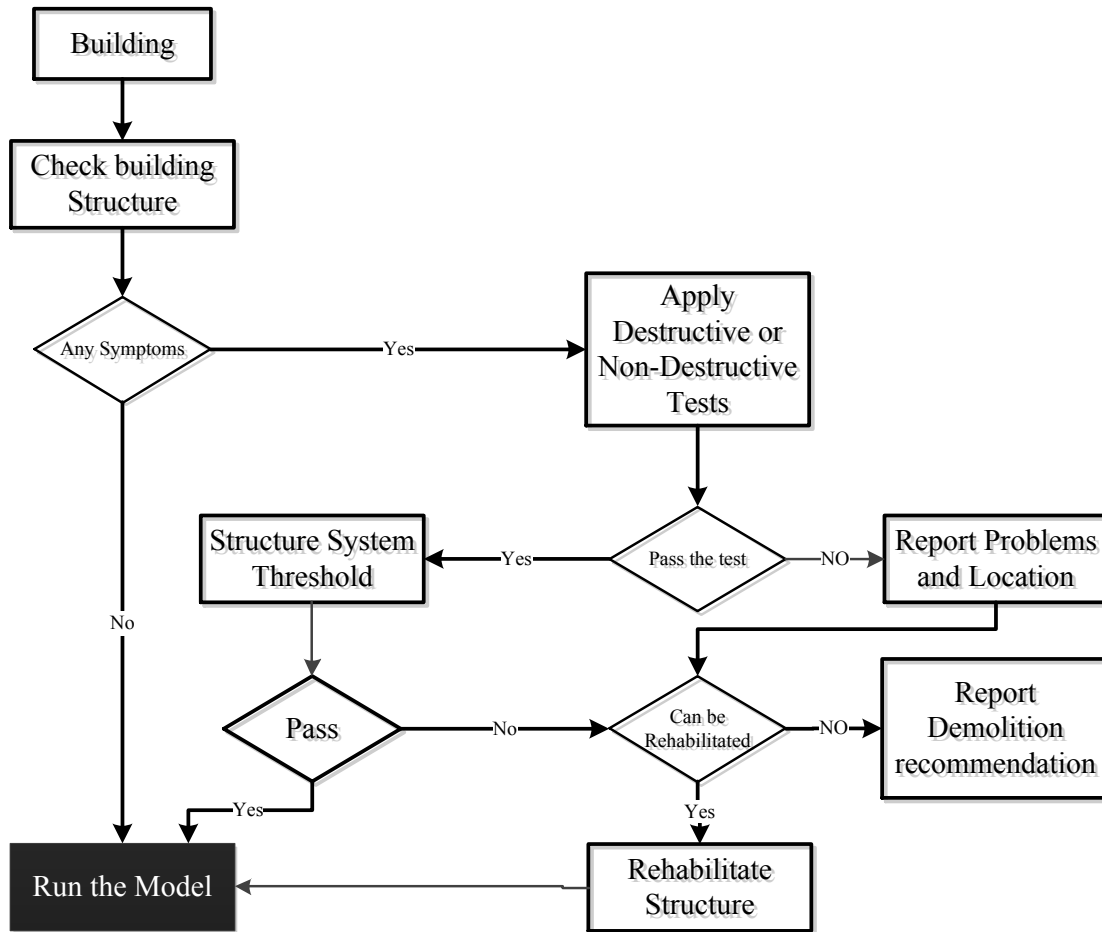 Building
Check building
Structure
Any Symptoms
Yes
Apply
Destructive or
Non-Destructive
Tests
No
Structure System
Threshold
Yes
Pass the test
NO
Report Problems
and Location
Pass
No
Can be
Rehabilitated
NO
Report
Demolition
recommendation
Yes
Yes
Run the Model
Rehabilitate
Structure